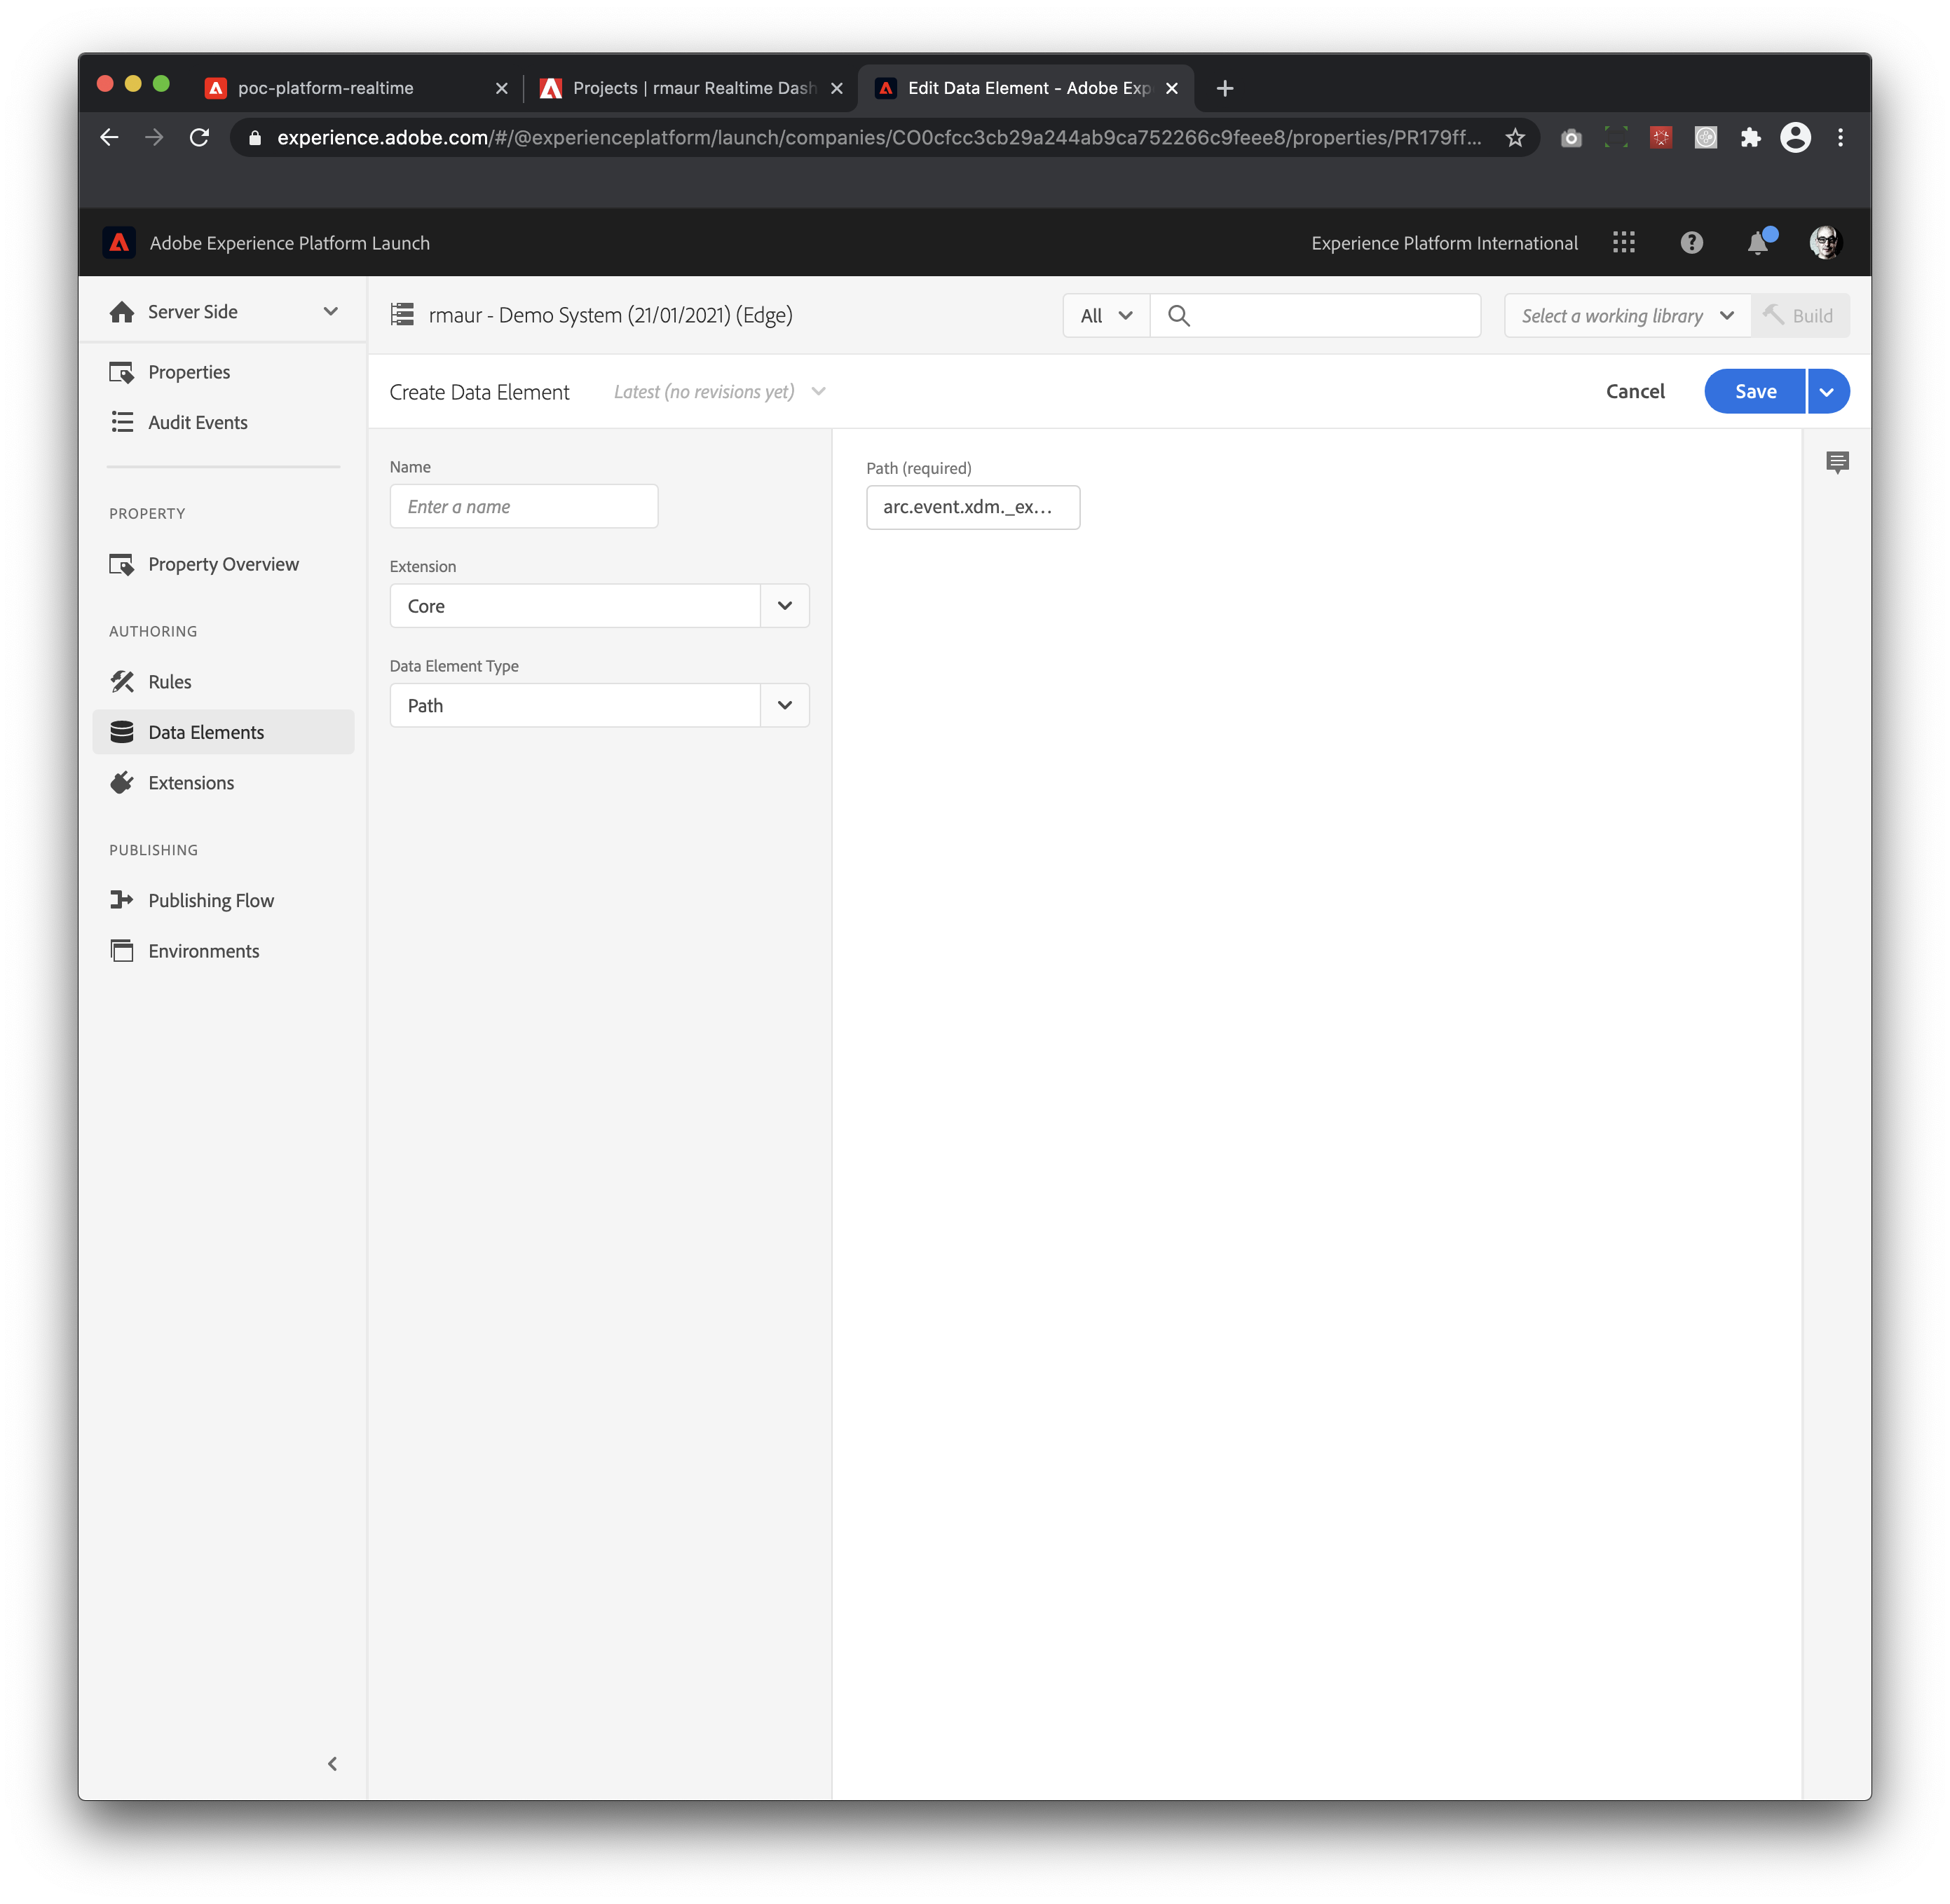 poc-platform-realtime
Projects | rmaur Realtime Dash
Edit Data Element - Adobe Exp
experience.adobe.com/#/@experienceplatform/launch/companies/CO0cfcc3cb29a244ab9ca752266c9feee8/properties/PR179ff...
Adobe Experience Platform Launch
Experience Platform International
Server Side
rmaur - Demo System (21/01/2021) (Edge)
All
Select a working library
Build
Properties
Audit Events
Create Data Element
Latest (no revisions yet)
Cancel
Save
PROPERTY
Property Overview
AUTHORING
Rules
Data Elements
Extensions
PUBLISHING
Publishing Flow
Environments
Name
Enter a name
Extension
Core
Data Element Type
Path
Path (required)
arc.event.xdm._ex...